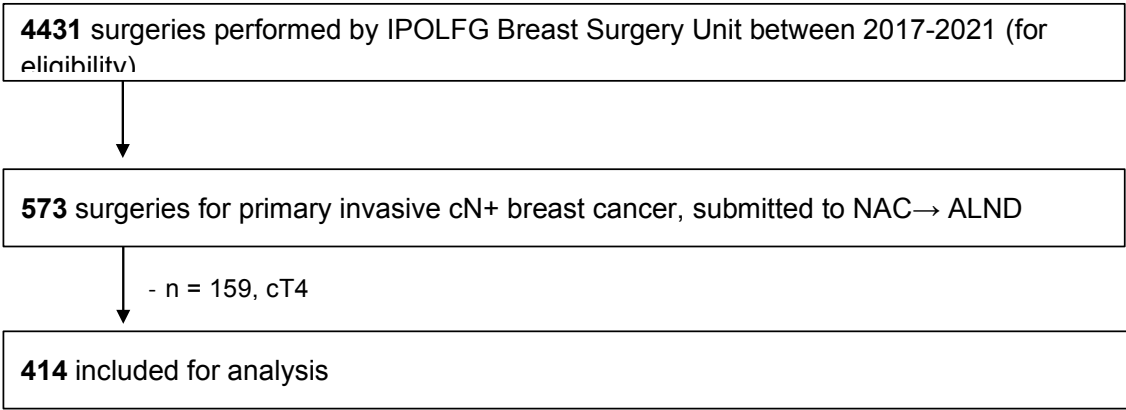 4431 surgeries performed by IPOLFG Breast Surgery Unit between 2017-2021 (for
eligibility)
573 surgeries for primary invasive cN+ breast cancer, submitted to NAC→ ALND
- n = 159, cT4
414 included for analysis